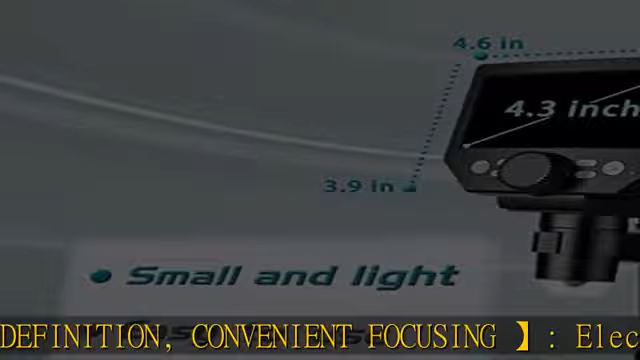 4.6 in
4.3 inch
3.9 in
Small and light
DEFINITION, CONVENIENT FOCUSING 】: Elec